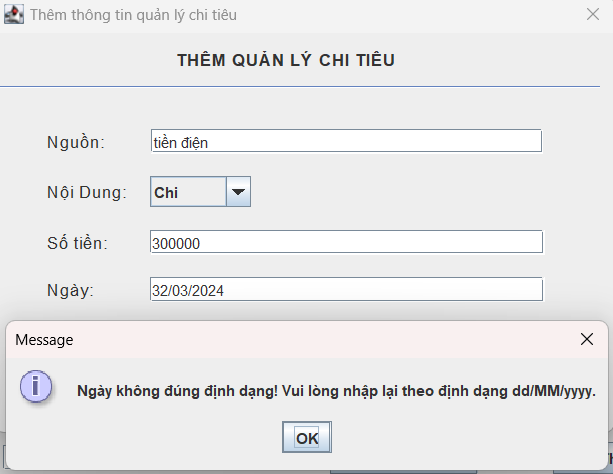 Thêm thông tin quản lý chi tiêu
THÊM QUẢN LÝ CHI TIÊU
Nguồn: tiền điện
Nội Dung: Chi
Số tiền: 300000
Ngày: 32/03/2024
Message
Ngày không đúng định dạng! Vui lòng nhập lại theo định dạng dd/MM/yyyy.
OK